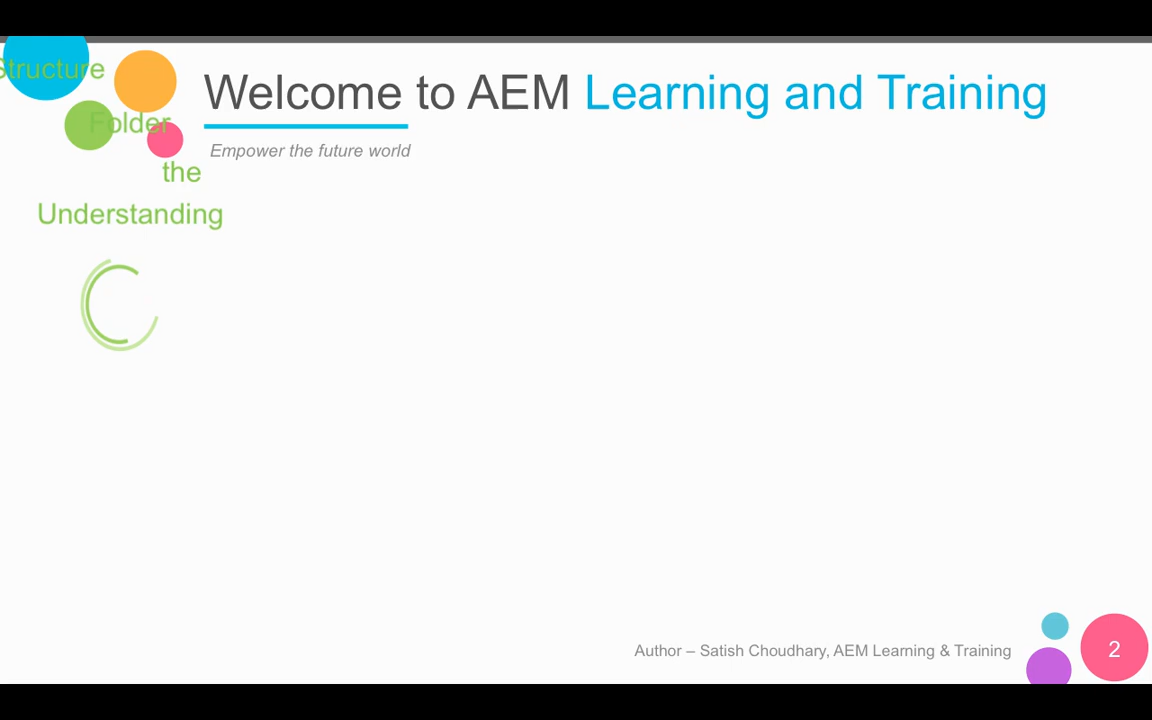 Structure
Welcome to AEM Learning and Training
Folder
Empower the future world
the
Understanding
Author – Satish Choudhary, AEM Learning & Training
2